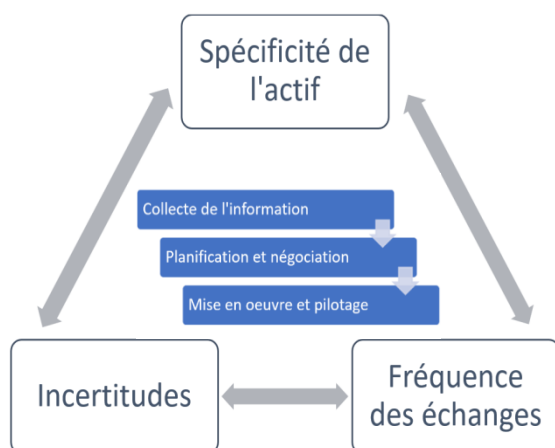 Spécificité de
l'actif
Collecte de l'information
Planification et négociation
Mise en oeuvre et pilotage
Incertitudes
Fréquence
des échanges